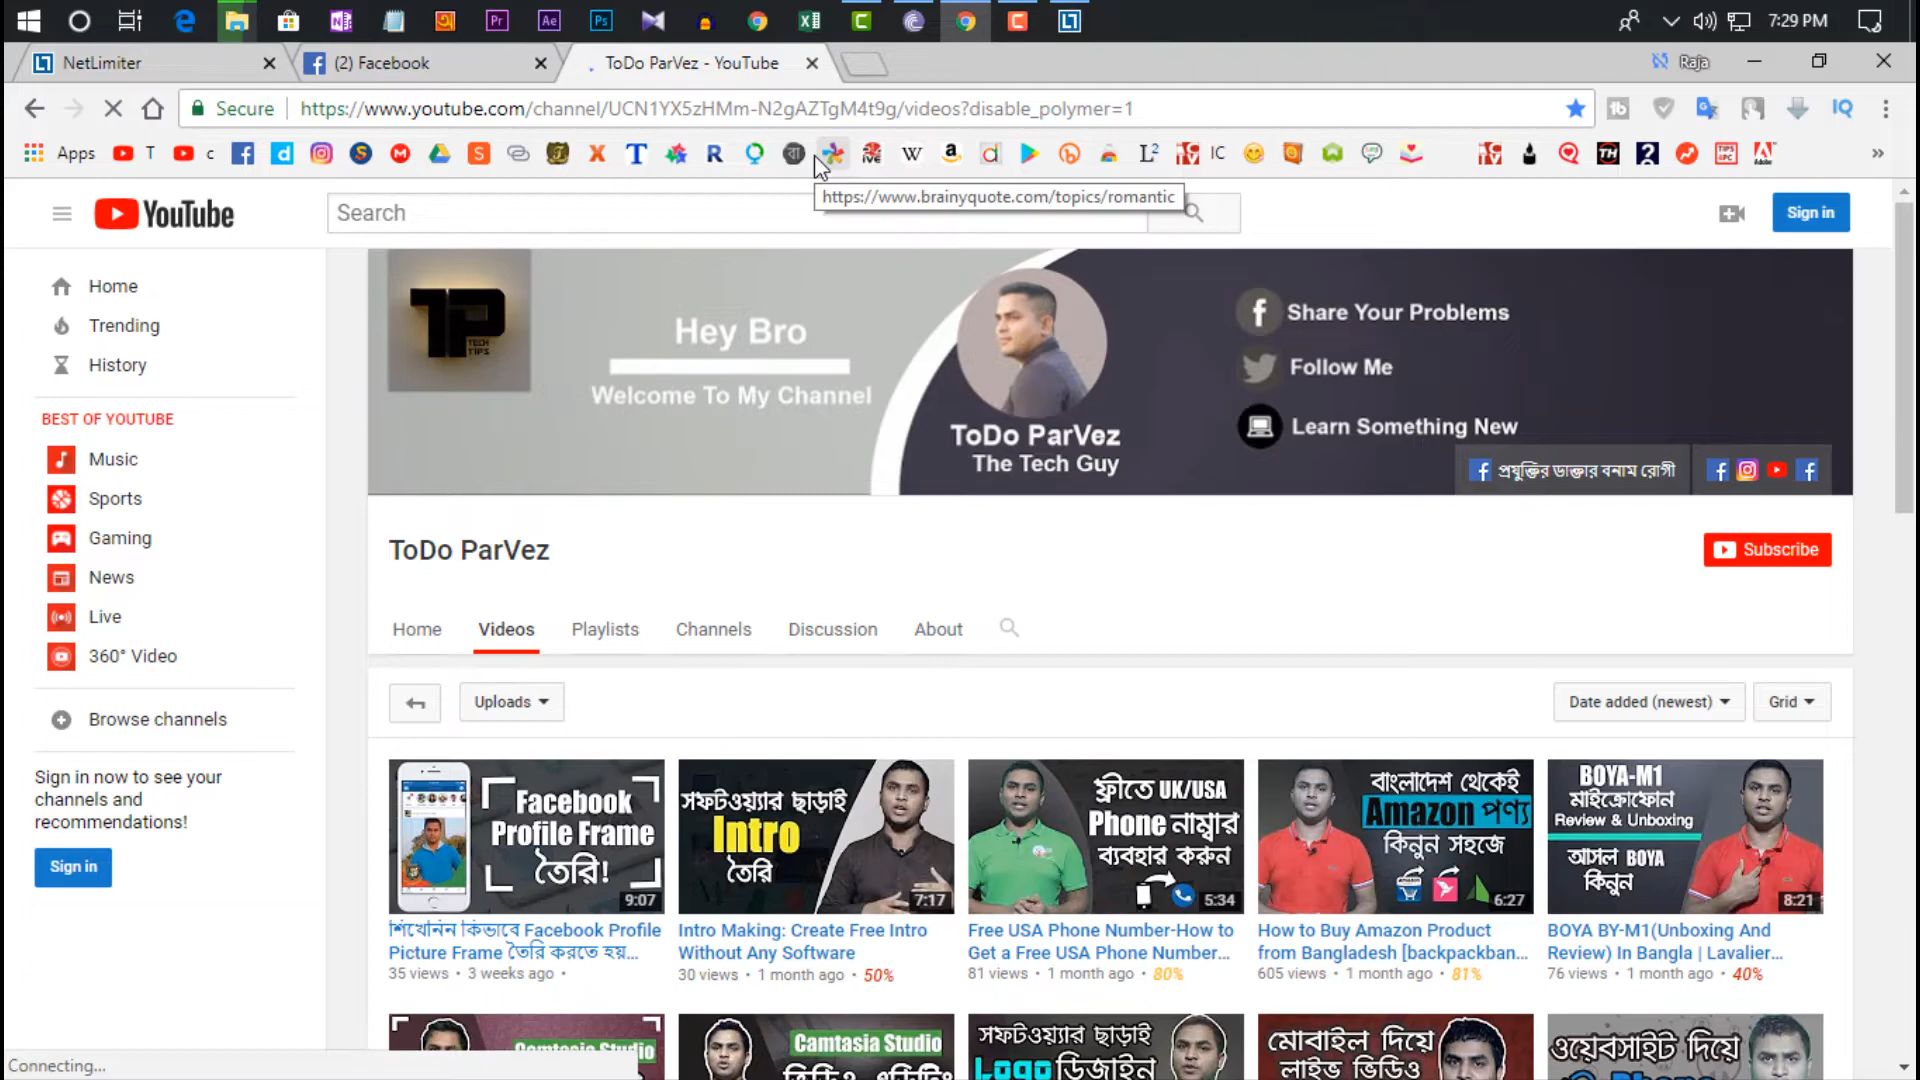 7:29 PM
NetLimiter
(2) Facebook
ToDo ParVez - YouTube
Raja
Secure
https://www.youtube.com/channel/UCN1YX5zHMm-N2gAZTgM4t9g/videos?disable_polymer=1
Apps
T
c
IC
https://www.brainyquote.com/topics/romantic
YouTube
Search
Sign in
Home
Trending
History
BEST OF YOUTUBE
Music
Sports
Gaming
News
Live
360° Video
Browse channels
Sign in now to see your
channels and
recommendations!
Sign in
TP
TECH
TIPS
Hey Bro
Welcome To My Channel
ToDo ParVez
The Tech Guy
Share Your Problems
Follow Me
Learn Something New
প্রযুক্তির ডাক্তার বনাম রোগী
ToDo ParVez
Subscribe
Home
Videos
Playlists
Channels
Discussion
About
Uploads
Date added (newest)
Grid
Facebook
Profile Frame
তৈরি!
9:07
শিখেনিন কিভাবে Facebook Profile
Picture Frame তৈরি করতে হয়...
35 views • 3 weeks ago •
সফটওয়্যার ছাড়াই
Intro
তৈরি
7:17
Intro Making: Create Free Intro
Without Any Software
30 views • 1 month ago • 50%
ফ্রীতে UK/USA
Phone নাম্বার
ব্যবহার করুন
5:34
Free USA Phone Number-How to
Get a Free USA Phone Number...
81 views • 1 month ago • 80%
বাংলাদেশ থেকেই
Amazon পণ্য
কিনুন সহজে
6:27
How to Buy Amazon Product
from Bangladesh [backpackban...
605 views • 1 month ago • 81%
BOYA-M1
মাইক্রোফোন
Review & Unboxing
আসল BOYA
কিনুন
8:21
BOYA BY-M1(Unboxing And
Review) In Bangla | Lavalier...
76 views • 1 month ago • 40%
Camtasia Studio
Camtasia Studio
ভিডিও এডিটিং
সফটওয়্যার ছাড়াই
Logo ডিজাইন
মোবাইল দিয়ে
লাইভ ভিডিও
ওয়েবসাইট দিয়ে
Connecting...